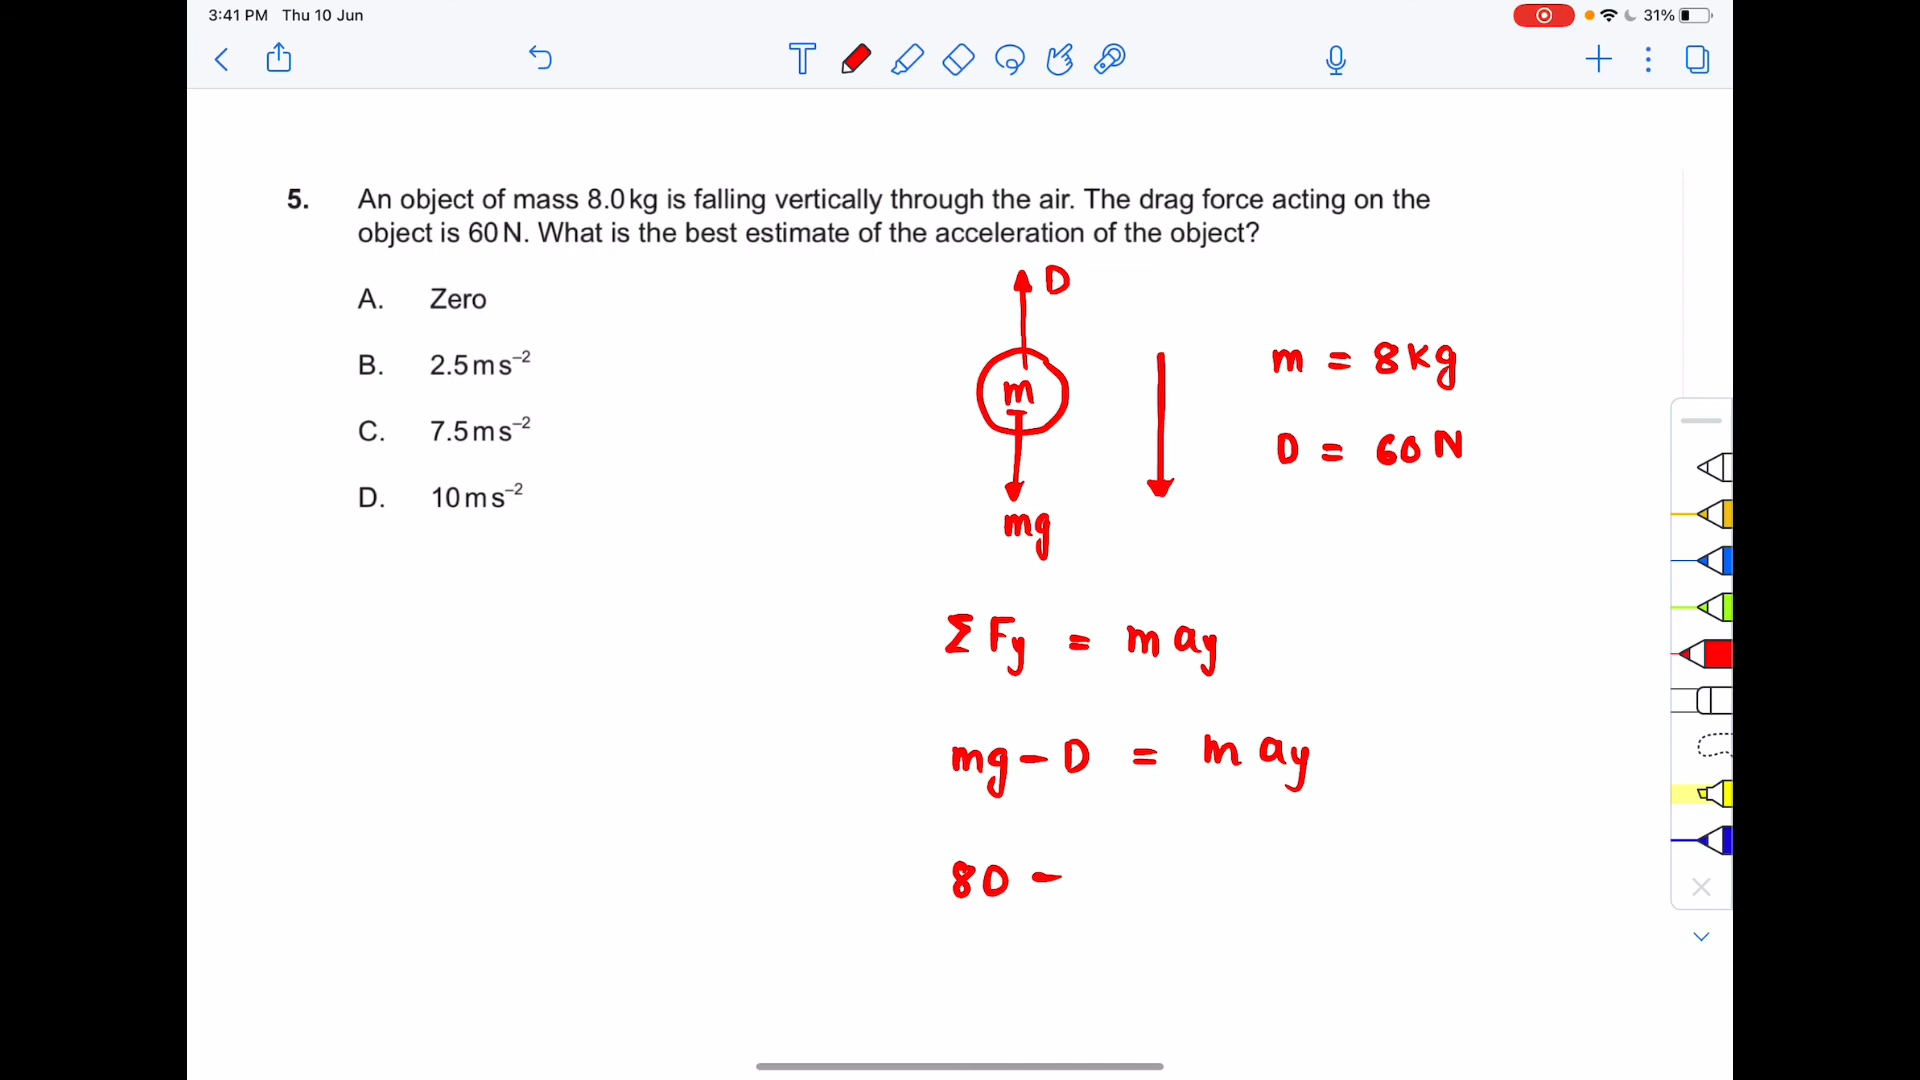 3:41 PM Thu 10 Jun
31%
5. An object of mass 8.0 kg is falling vertically through the air. The drag force acting on the
object is 60 N. What is the best estimate of the acceleration of the object?
A. Zero
B. 2.5 m s⁻²
C. 7.5 m s⁻²
D. 10 m s⁻²
D
m
mg
m = 8 kg
D = 60 N
Σ Fy = m ay
mg - D = m ay
80 -